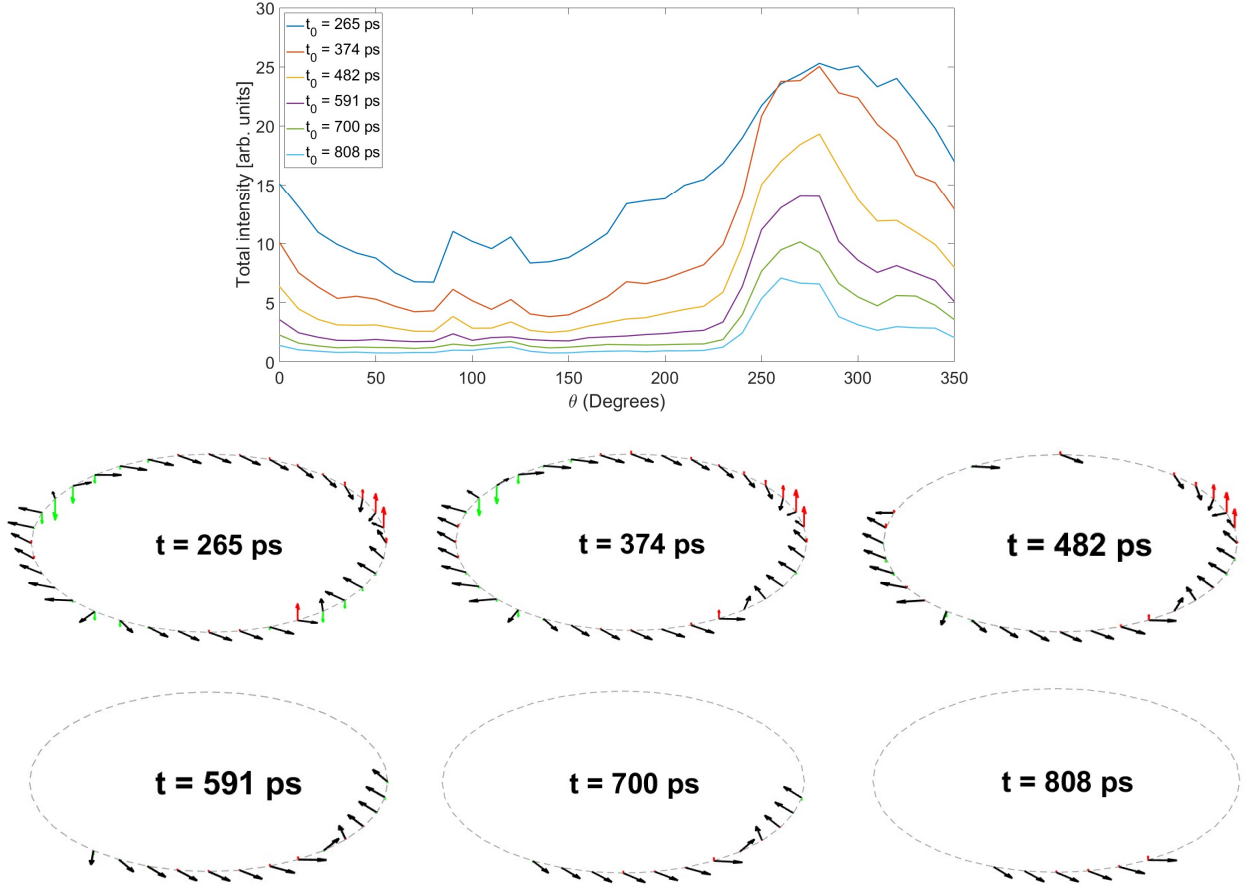 30
25
20
15
10
5
0
Total intensity [arb. units]
t0 = 265 ps
t0 = 374 ps
t0 = 482 ps
t0 = 591 ps
t0 = 700 ps
t0 = 808 ps
0 50 100 150 200 250 300 350
θ (Degrees)
t = 265 ps t = 374 ps t = 482 ps
t = 591 ps t = 700 ps t = 808 ps